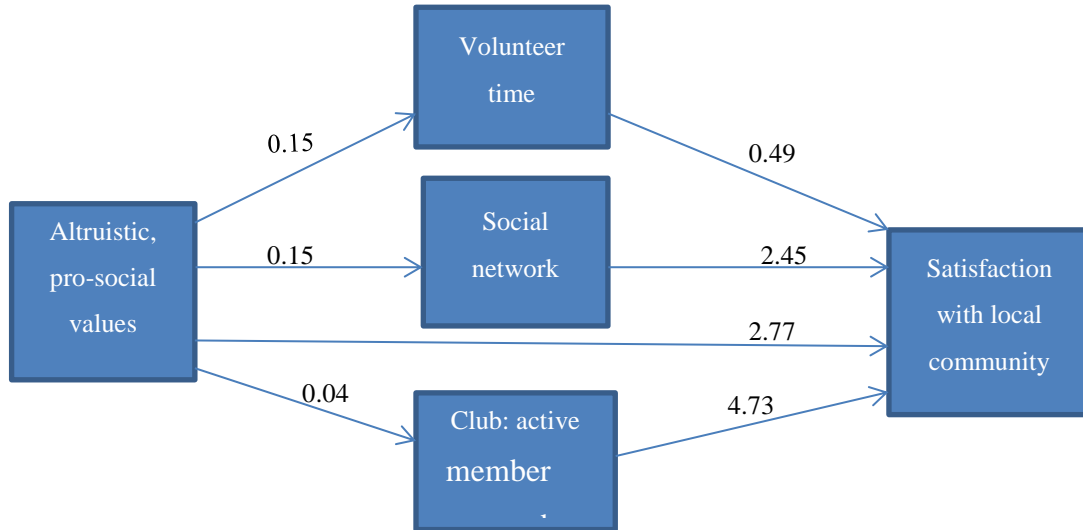 Volunteer
time
0.15
0.49
Altruistic,
pro-social
values
0.15
Social
network
2.45
Satisfaction
with local
community
2.77
0.04
Club: active
member
4.73